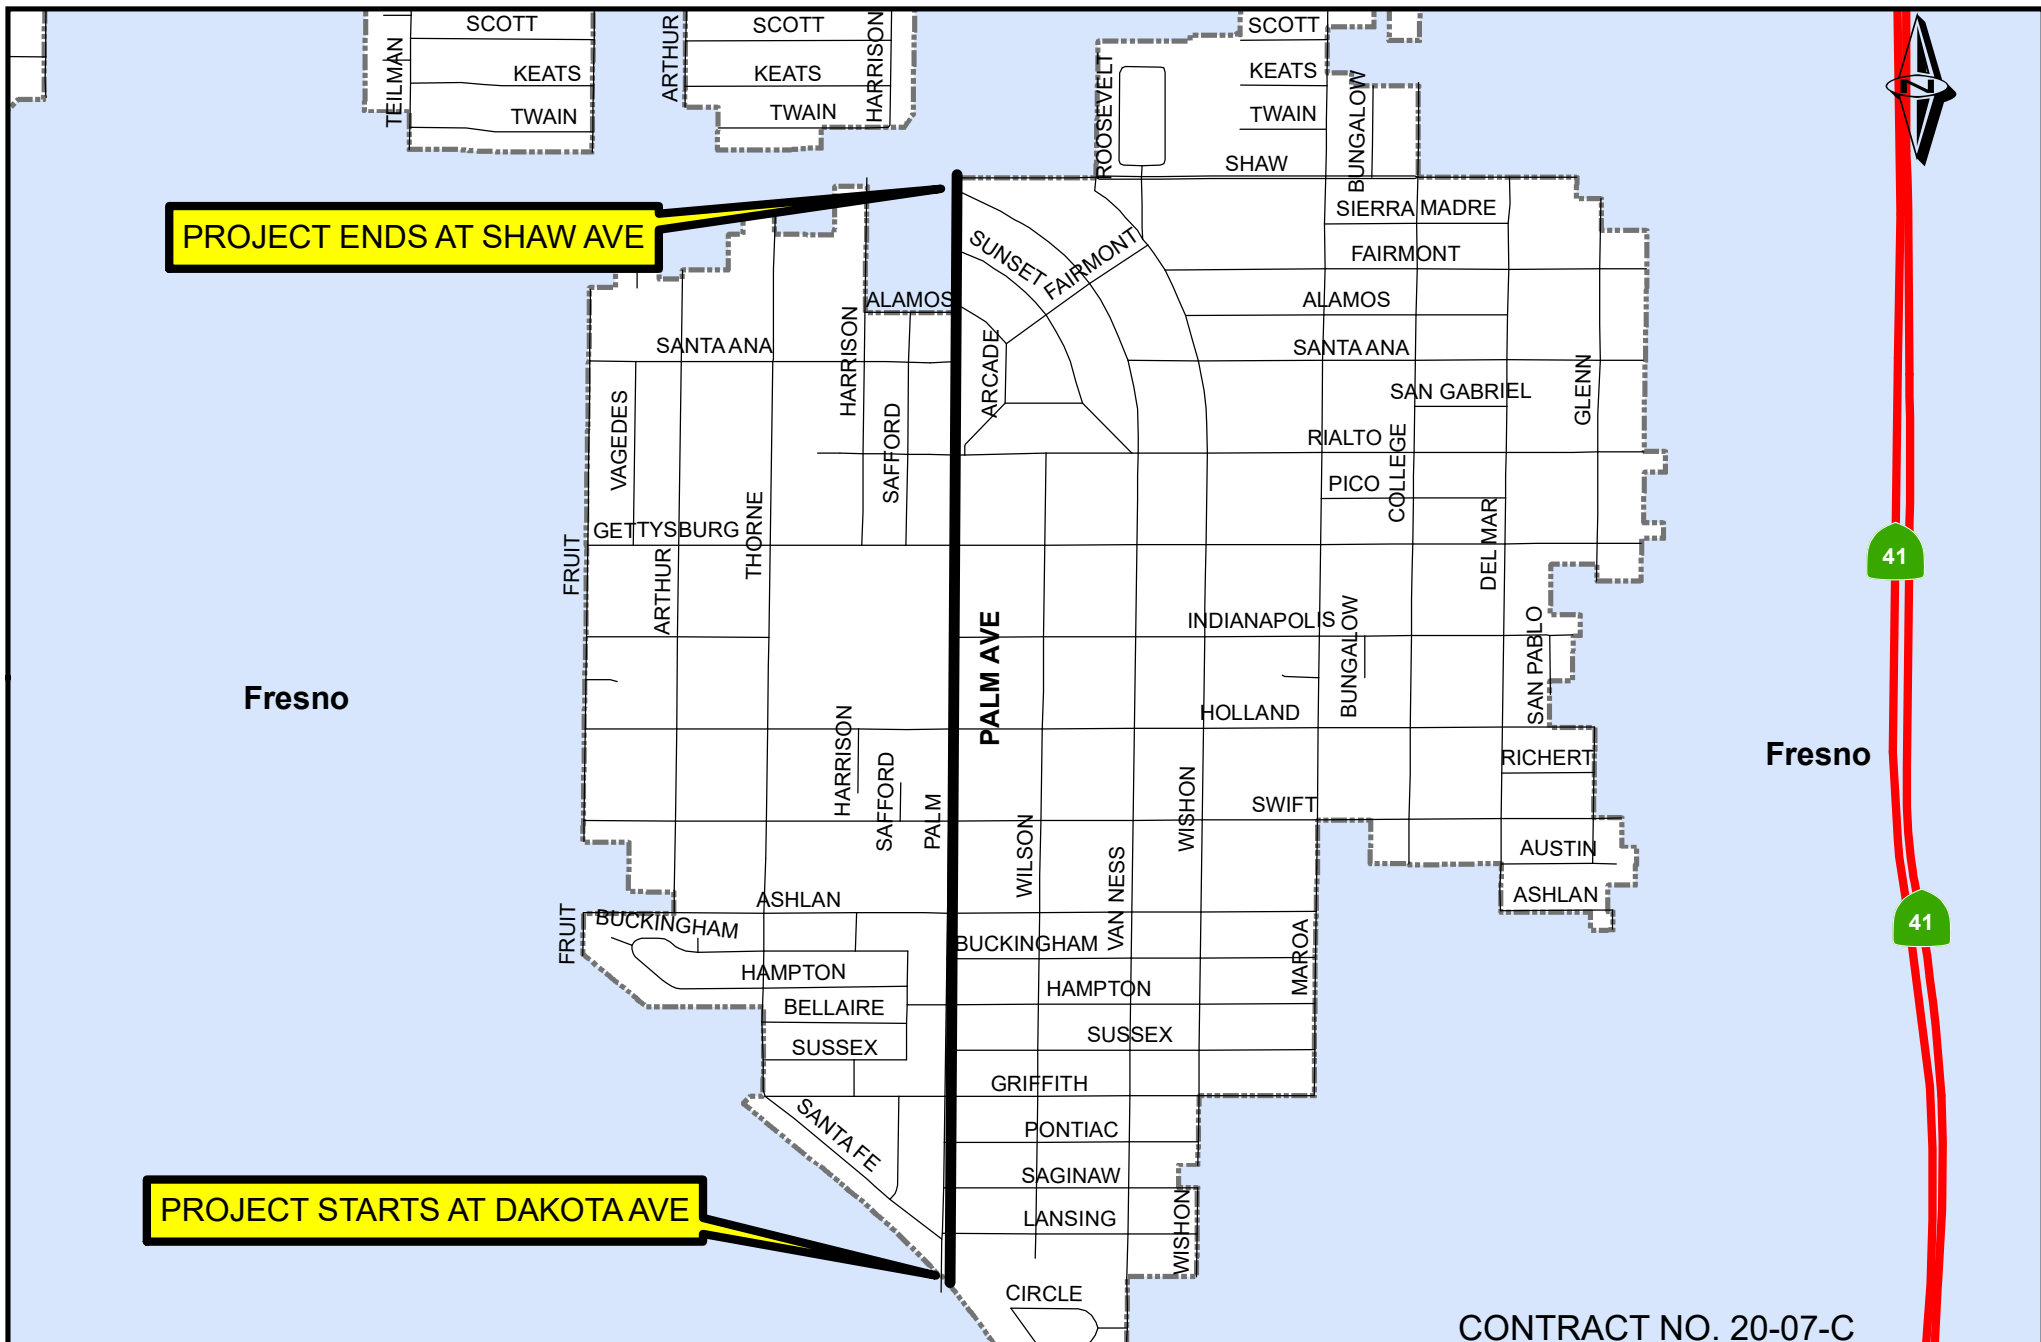 SCOTT
SCOTT
SCOTT
TEILMAN
ARTHUR
HARRISON
KEATS
KEATS
KEATS
TWAIN
TWAIN
TWAIN
ROOSEVELT
BUNGALOW
N
SHAW
PROJECT ENDS AT SHAW AVE
SIERRA MADRE
SUNSET
FAIRMONT
FAIRMONT
ALAMOS
ALAMOS
SANTA ANA
HARRISON
ARCADE
SANTA ANA
SAN GABRIEL
GLENN
VAGEDES
SAFFORD
RIALTO
COLLEGE
PICO
GETTYSBURG
THORNE
FRUIT
ARTHUR
DEL MAR
41
PALM AVE
INDIANAPOLIS
BUNGALOW
SAN PABLO
Fresno
HARRISON
HOLLAND
Fresno
RICHERT
SAFFORD
PALM
WISHON
SWIFT
WILSON
VAN NESS
AUSTIN
ASHLAN
ASHLAN
FRUIT
BUCKINGHAM
BUCKINGHAM
MAROA
41
HAMPTON
HAMPTON
BELLAIRE
SUSSEX
SUSSEX
GRIFFITH
SANTA FE
PONTIAC
SAGINAW
PROJECT STARTS AT DAKOTA AVE
LANSING
WISHON
CIRCLE
CONTRACT NO. 20-07-C